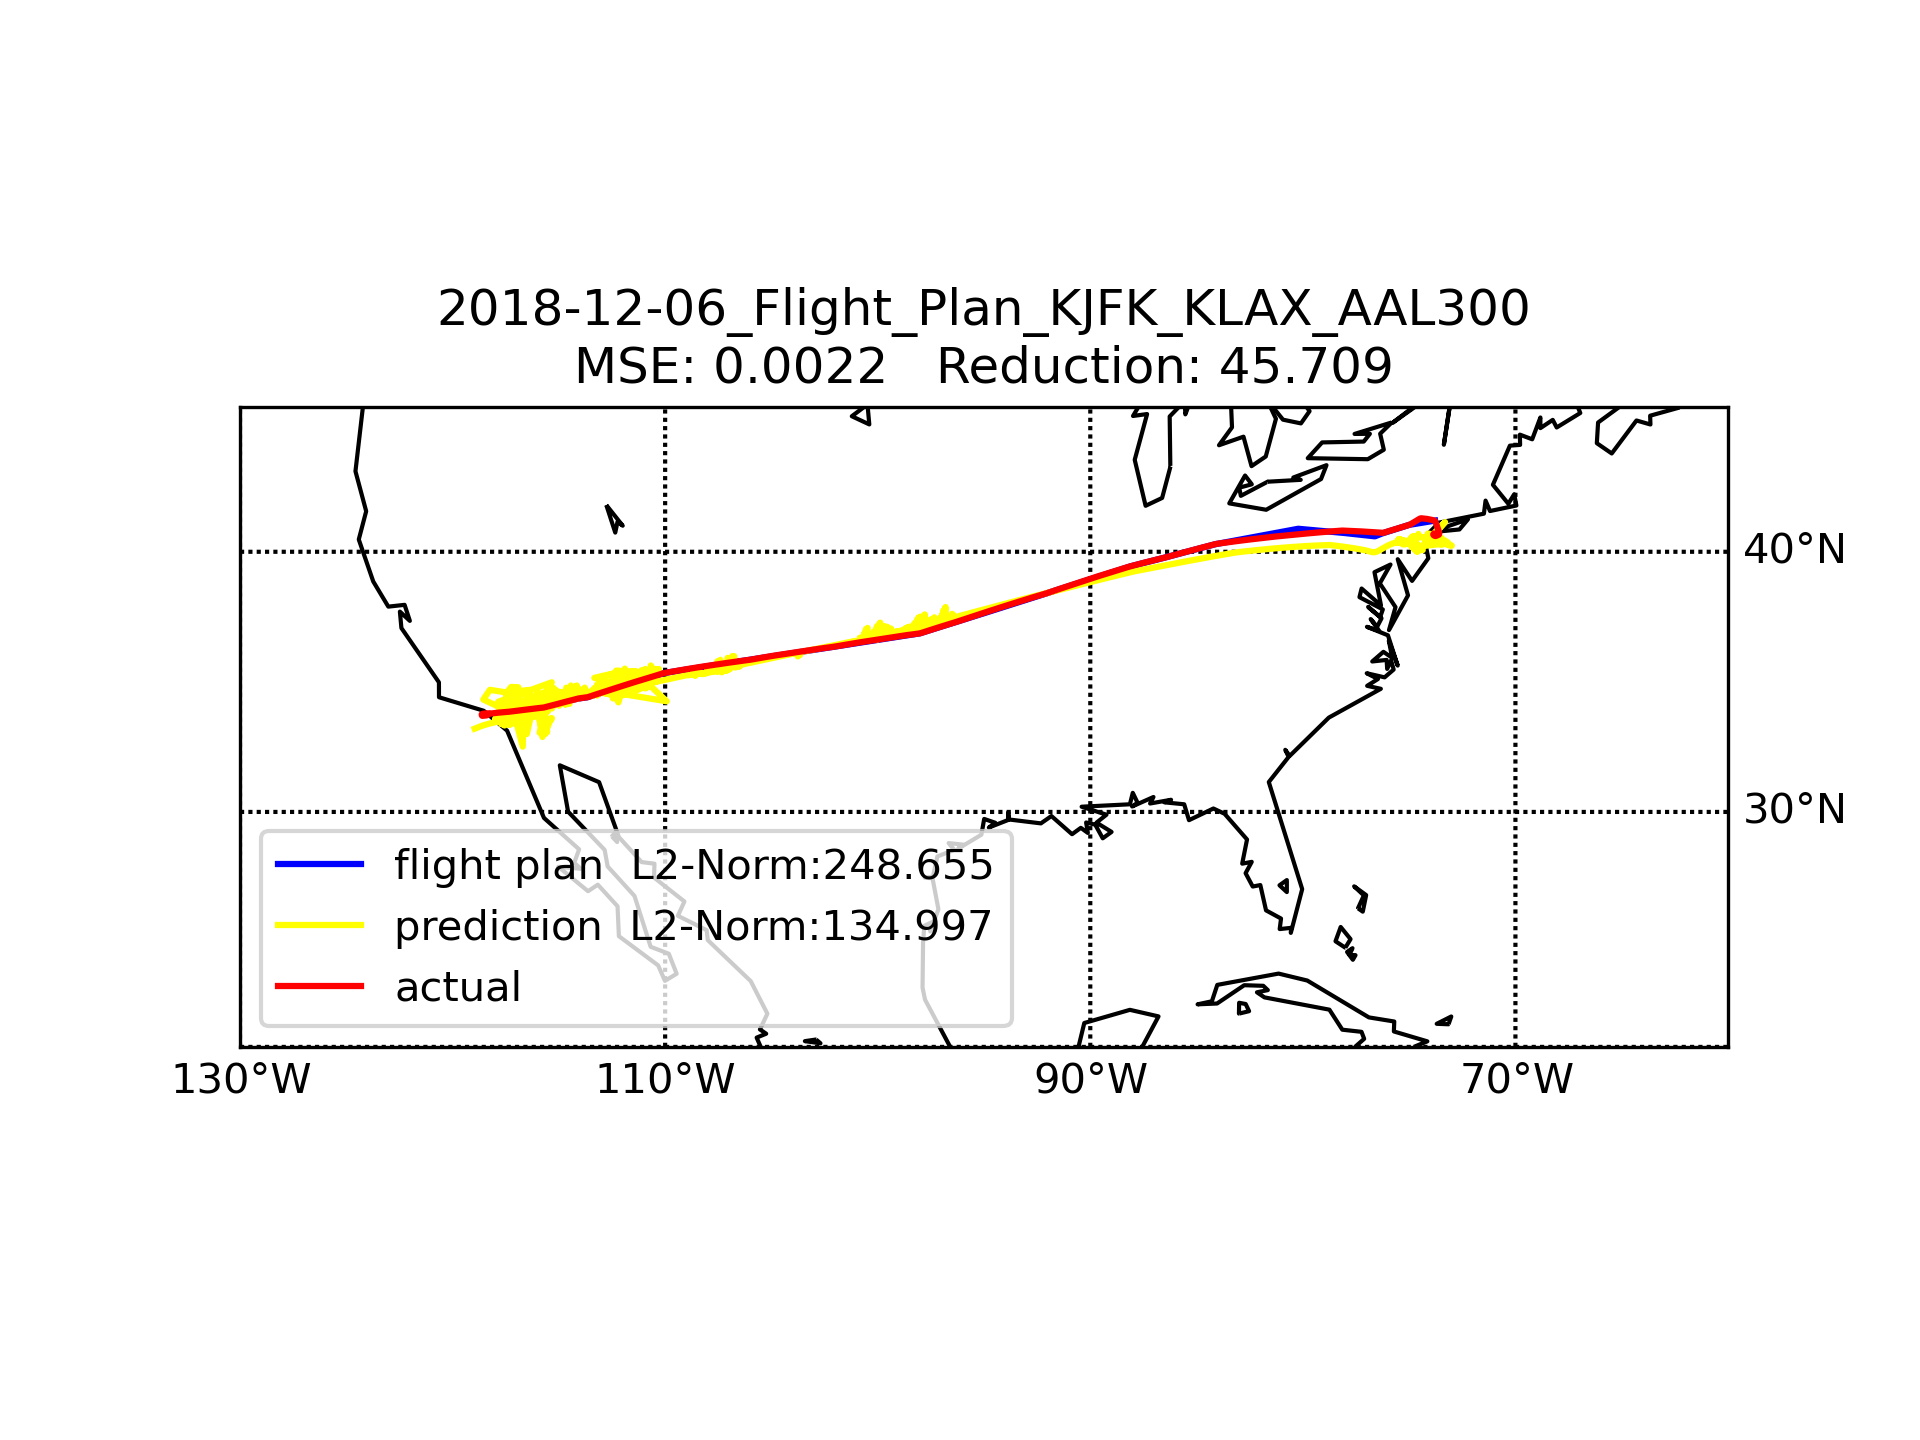 2018-12-06_Flight_Plan_KJFK_KLAX_AAL300
MSE: 0.0022   Reduction: 45.709
40°N
30°N
flight plan  L2-Norm:248.655
prediction  L2-Norm:134.997
actual
130°W
110°W
90°W
70°W